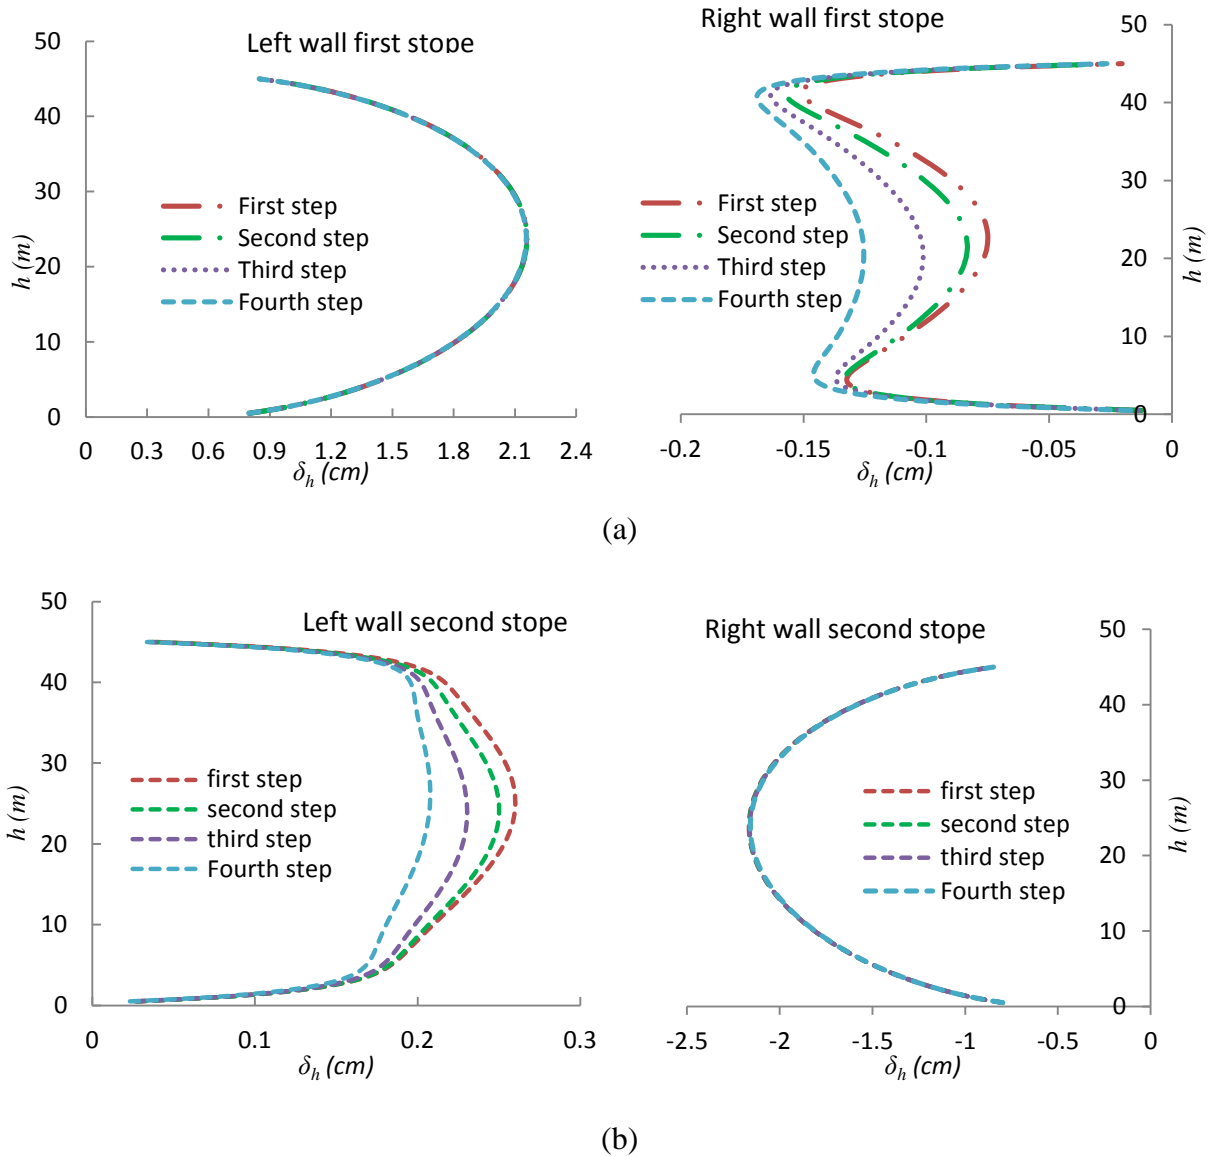 Left wall first stope
50
40
30
20
10
0
h (m)
First step
Second step
Third step
Fourth step
0 0.3 0.6 0.9 1.2 1.5 1.8 2.1 2.4
δh (cm)
Right wall first stope
50
40
30
20
10
0
h (m)
First step
Second step
Third step
Fourth step
-0.2 -0.15 -0.1 -0.05 0
δh (cm)
(a)
Left wall second stope
50
40
30
20
10
0
h (m)
first step
second step
third step
Fourth step
0 0.1 0.2 0.3
δh (cm)
Right wall second stope
50
40
30
20
10
0
h (m)
first step
second step
third step
Fourth step
-2.5 -2 -1.5 -1 -0.5 0
δh (cm)
(b)